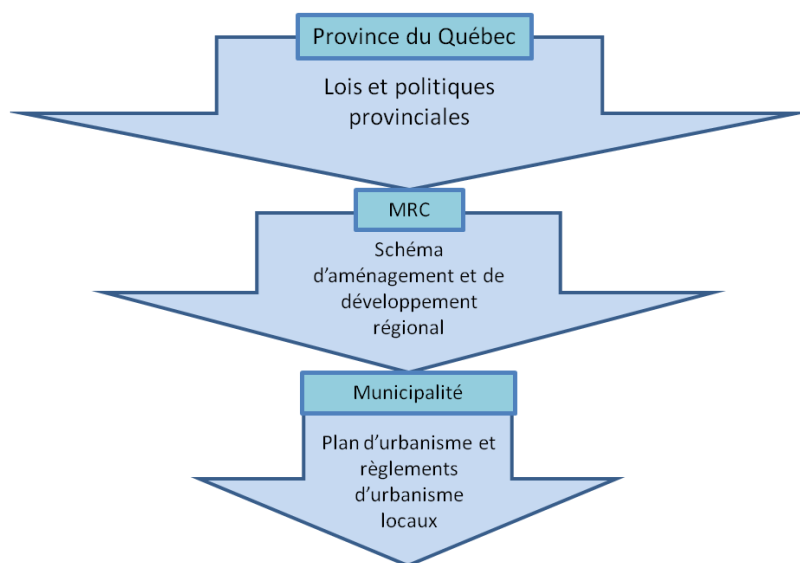 Province du Québec
Lois et politiques
provinciales
MRC
Schéma
d'aménagement et de
développement
régional
Municipalité
Plan d'urbanisme et
règlements
d'urbanisme
locaux